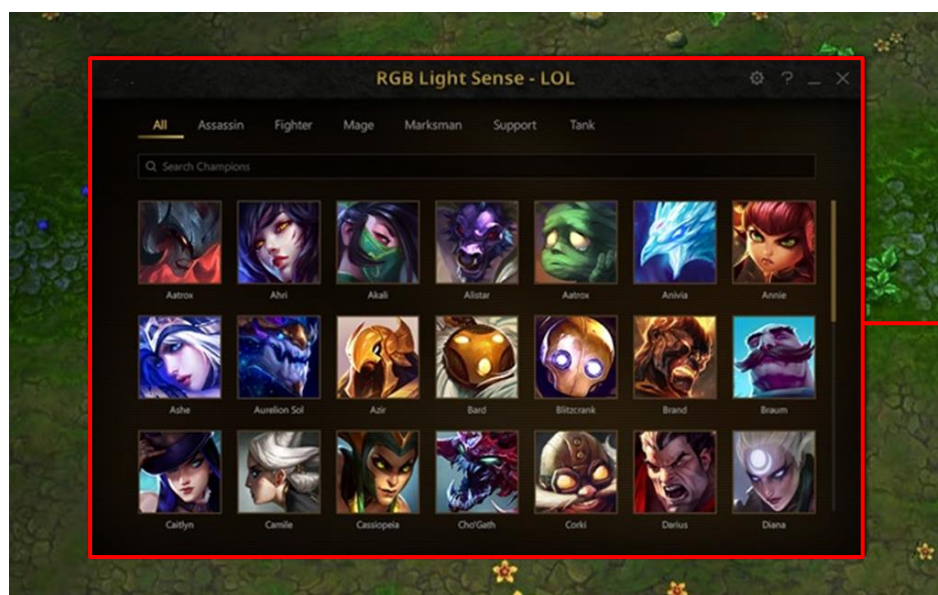 RGB Light Sense - LOL
All Assassin Fighter Mage Marksman Support Tank
Search Champions
Aatrox Ahri Akali Alistar Aatrox Anivia Annie
Ashe Aurelion Sol Azir Bard Blitzcrank Brand Braum
Caitlyn Camile Cassiopeia Cho'Gath Corki Darius Diana